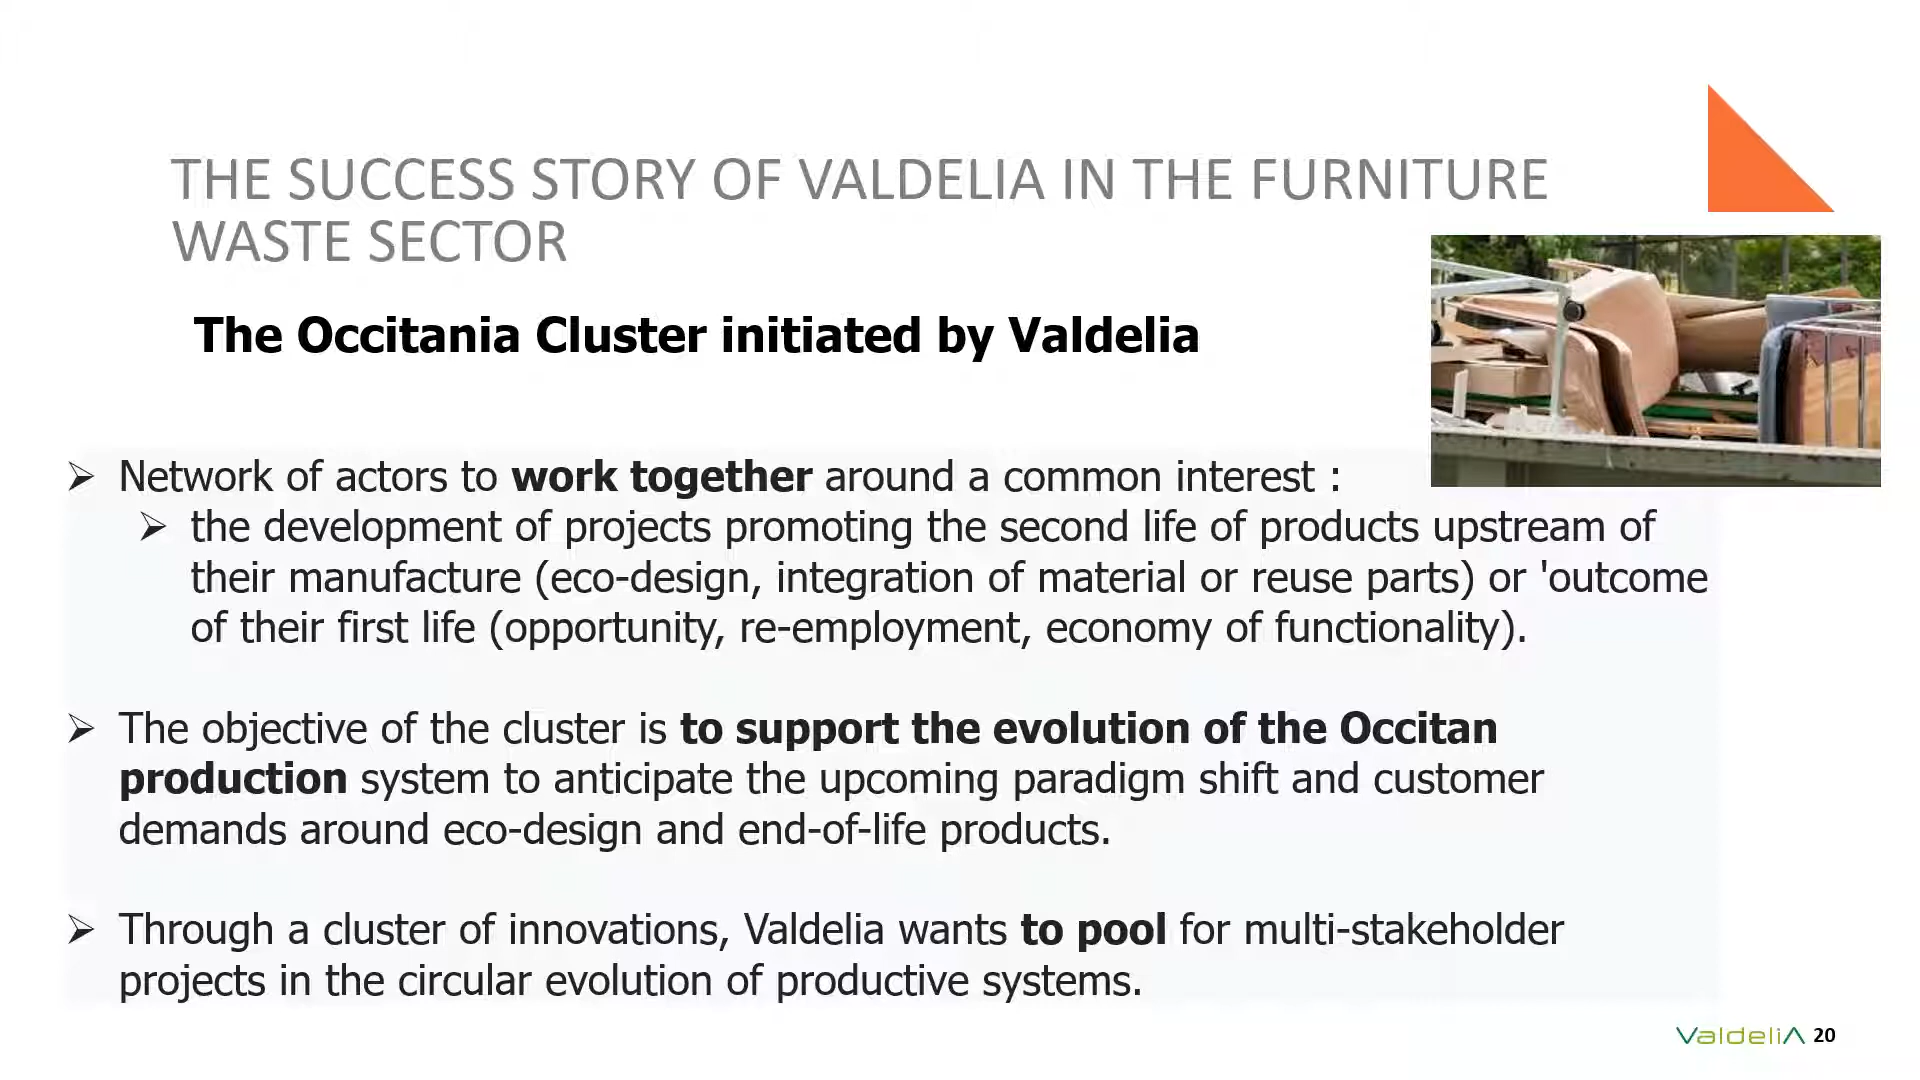 THE SUCCESS STORY OF VALDELIA IN THE FURNITURE
WASTE SECTOR
The Occitania Cluster initiated by Valdelia
Network of actors to work together around a common interest :
the development of projects promoting the second life of products upstream of
their manufacture (eco-design, integration of material or reuse parts) or 'outcome
of their first life (opportunity, re-employment, economy of functionality).
The objective of the cluster is to support the evolution of the Occitan
production system to anticipate the upcoming paradigm shift and customer
demands around eco-design and end-of-life products.
Through a cluster of innovations, Valdelia wants to pool for multi-stakeholder
projects in the circular evolution of productive systems.
ValdeliA 20